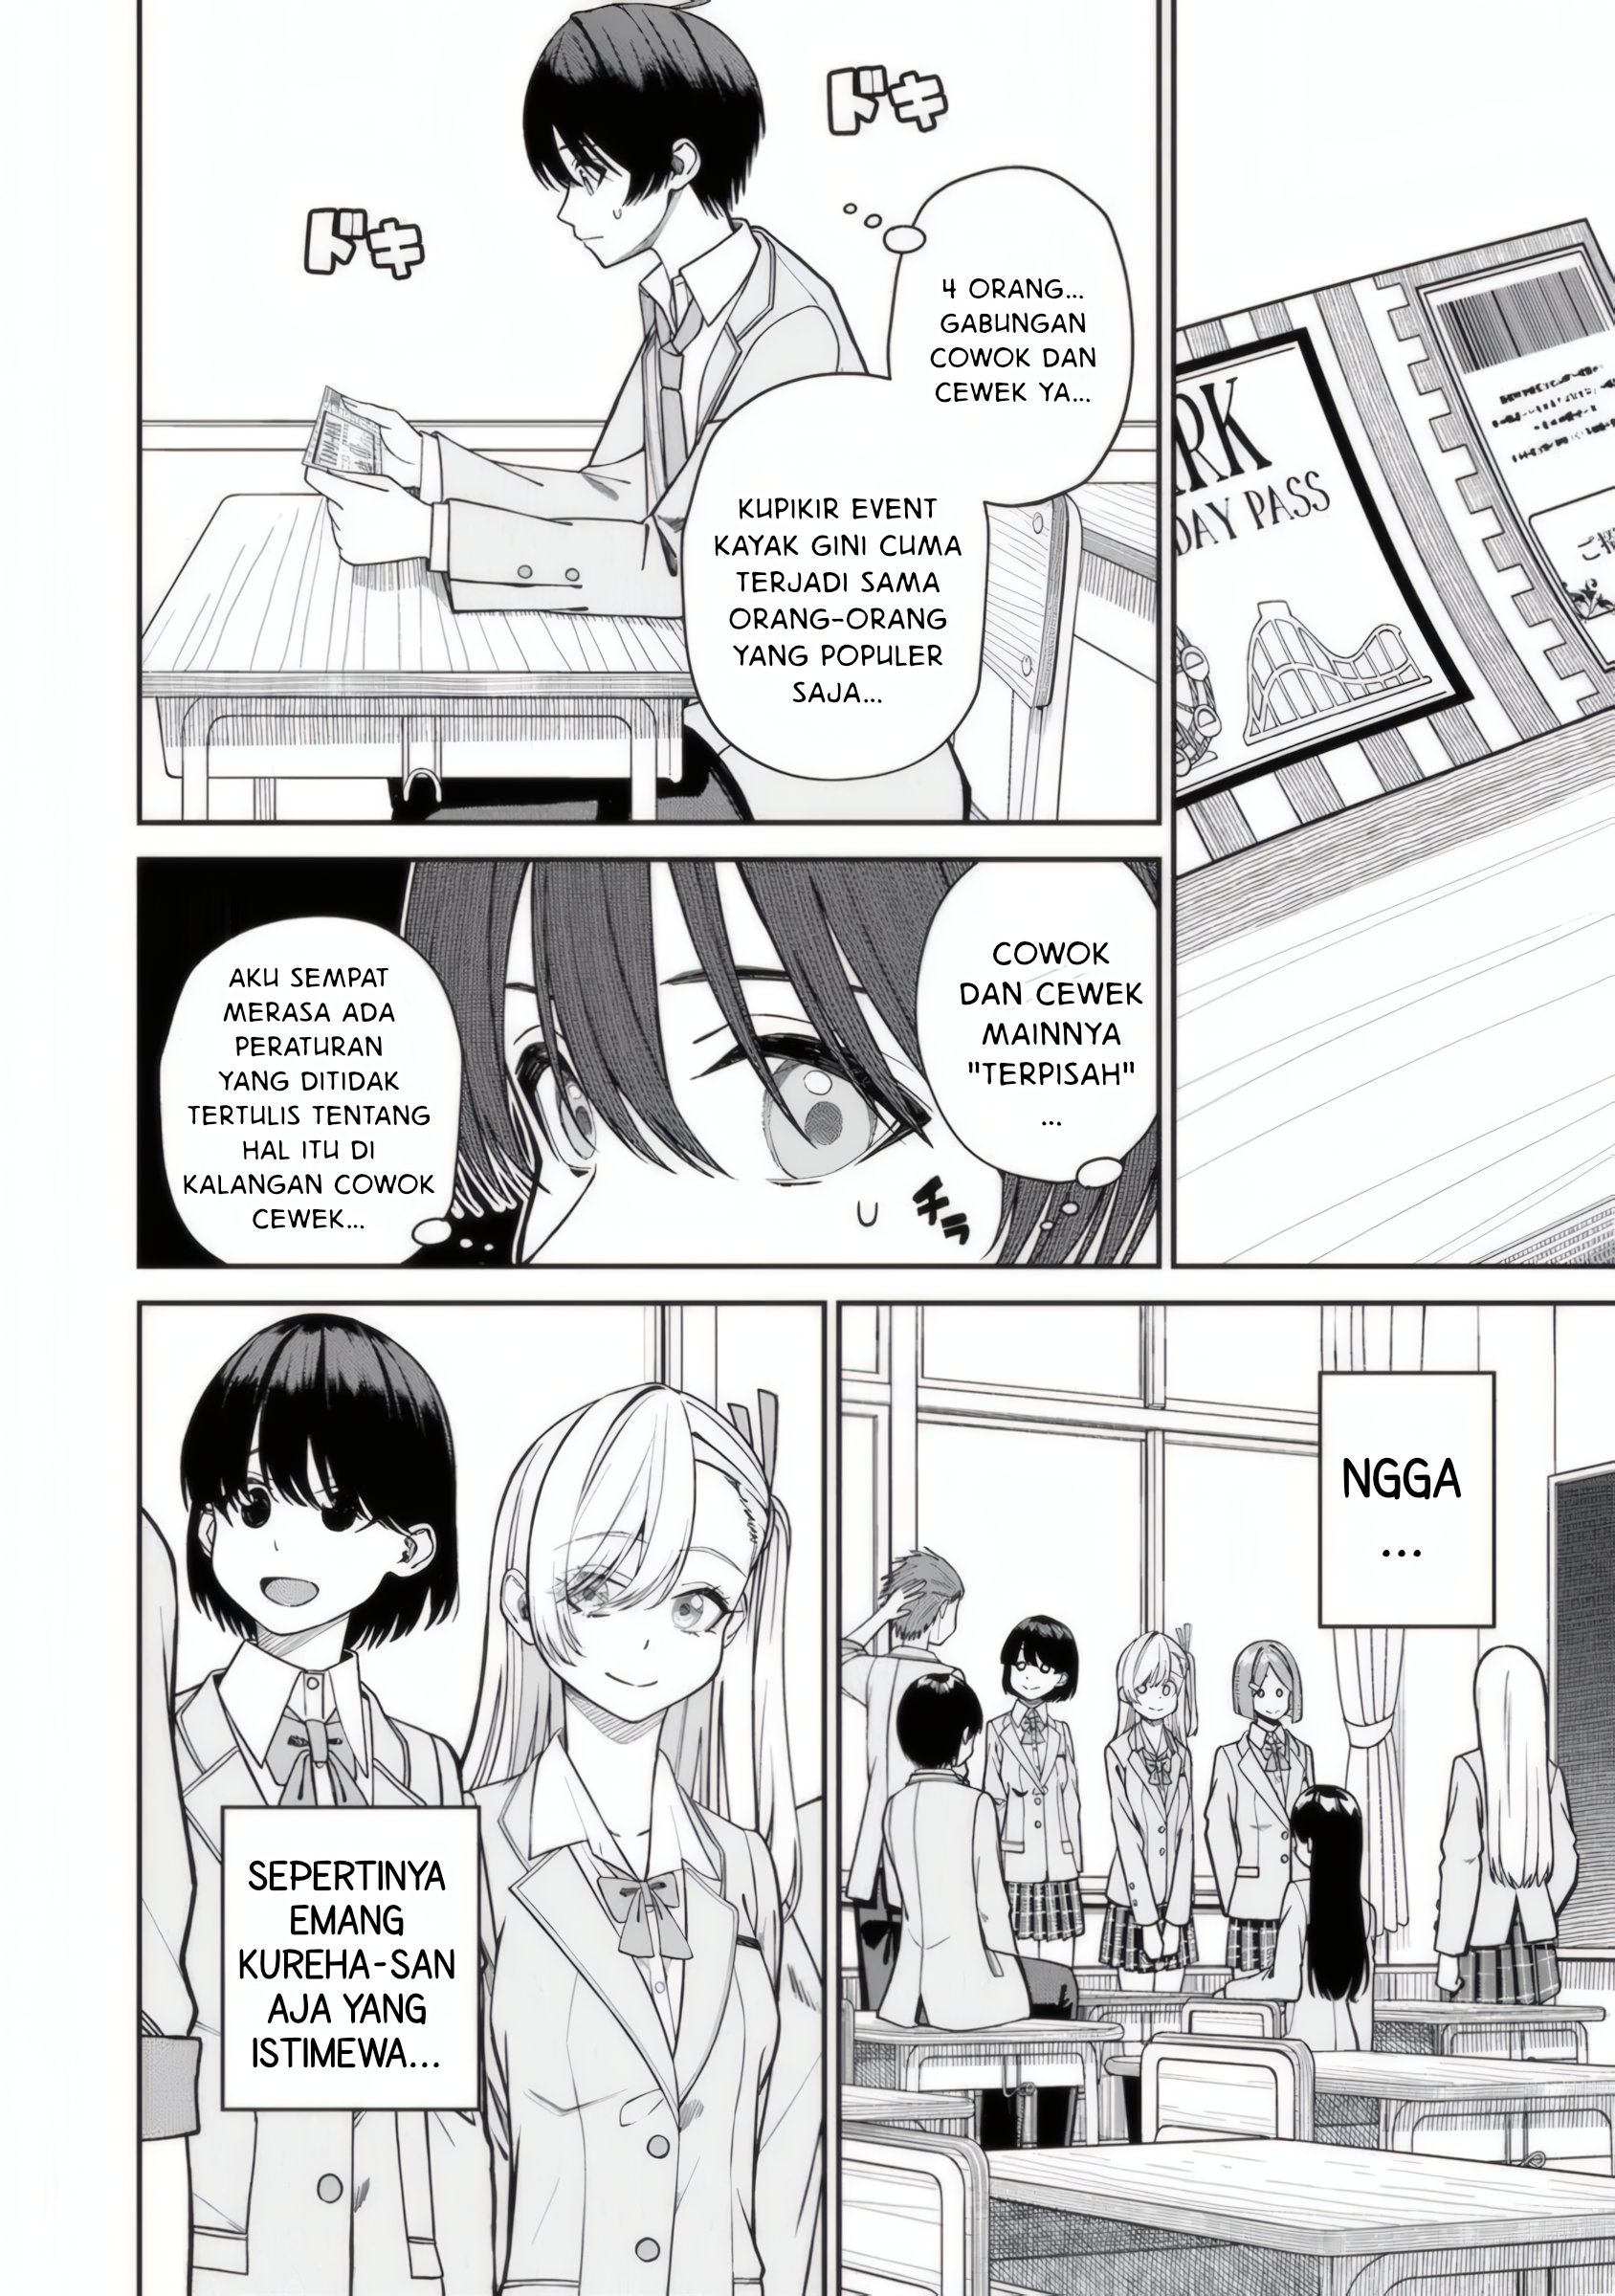 RK
DAY PASS
ドキ
ドキ
4 ORANG...
GABUNGAN
COWOK DAN
CEWEK YA...
KUPIKIR EVENT
KAYAK GINI CUMA
TERJADI SAMA
ORANG-ORANG
YANG POPULER
SAJA...
COWOK
DAN CEWEK
MAINNYA
"TERPISAH"
...
チラ
AKU SEMPAT
MERASA ADA
PERATURAN
YANG DITIDAK
TERTULIS TENTANG
HAL ITU DI
KALANGAN COWOK
CEWEK...
NGGA
...
SEPERTINYA
EMANG
KUREHA-SAN
AJA YANG
ISTIMEWA...